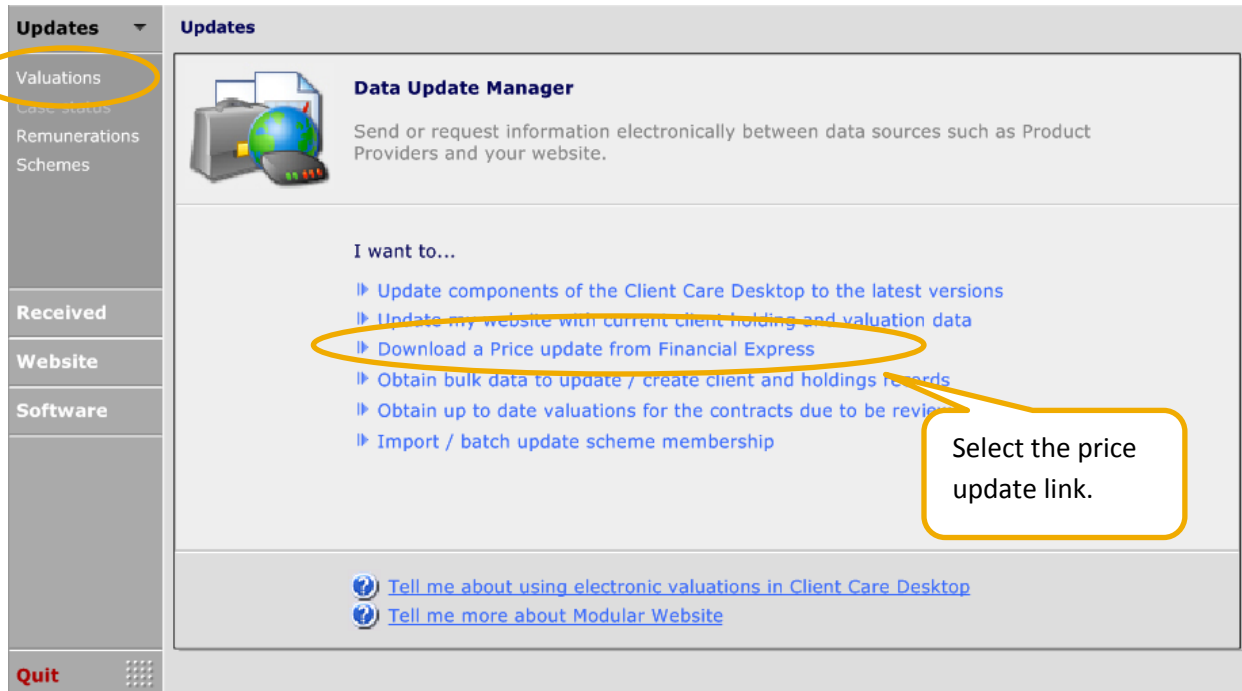 Updates
Valuations
Case status
Remunerations
Schemes
Received
Website
Software
Quit
Updates
Data Update Manager
Send or request information electronically between data sources such as Product
Providers and your website.
I want to...
Update components of the Client Care Desktop to the latest versions
Update my website with current client holding and valuation data
Download a Price update from Financial Express
Obtain bulk data to update / create client and holdings records
Obtain up to date valuations for the contracts due to be
Import / batch update scheme membership
Select the price
update link.
Tell me about using electronic valuations in Client Care Desktop
Tell me more about Modular Website